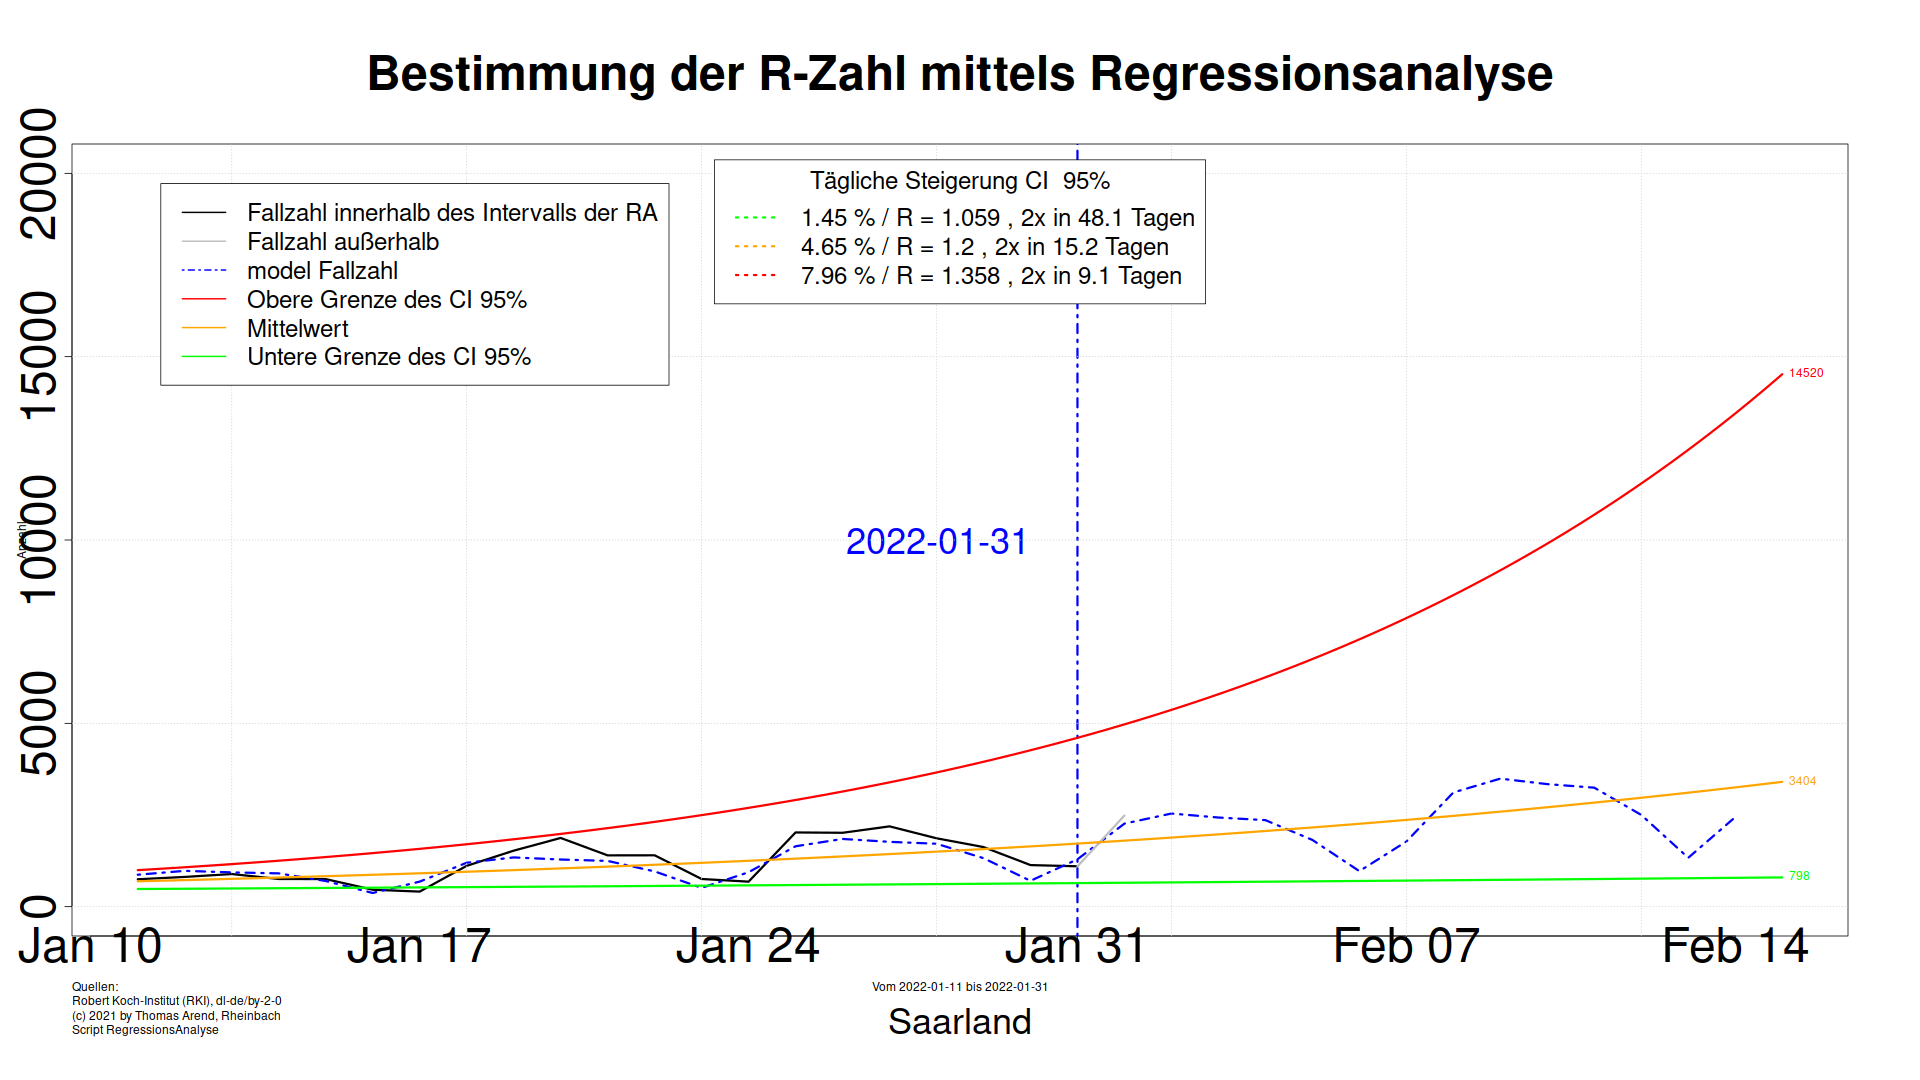 Bestimmung der R-Zahl mittels Regressionsanalyse
Anzahl
20000
15000
10000
5000
0
Fallzahl innerhalb des Intervalls der RA
Fallzahl außerhalb
model Fallzahl
Obere Grenze des CI 95%
Mittelwert
Untere Grenze des CI 95%
Tägliche Steigerung CI  95%
1.45 % / R = 1.059 , 2x in 48.1 Tagen
4.65 % / R = 1.2 , 2x in 15.2 Tagen
7.96 % / R = 1.358 , 2x in 9.1 Tagen
2022-01-31
14520
3404
798
Jan 10 Jan 17 Jan 24 Jan 31 Feb 07 Feb 14
Vom 2022-01-11 bis 2022-01-31
Saarland
Quellen:
Robert Koch-Institut (RKI), dl-de/by-2-0
(c) 2021 by Thomas Arend, Rheinbach
Script RegressionsAnalyse